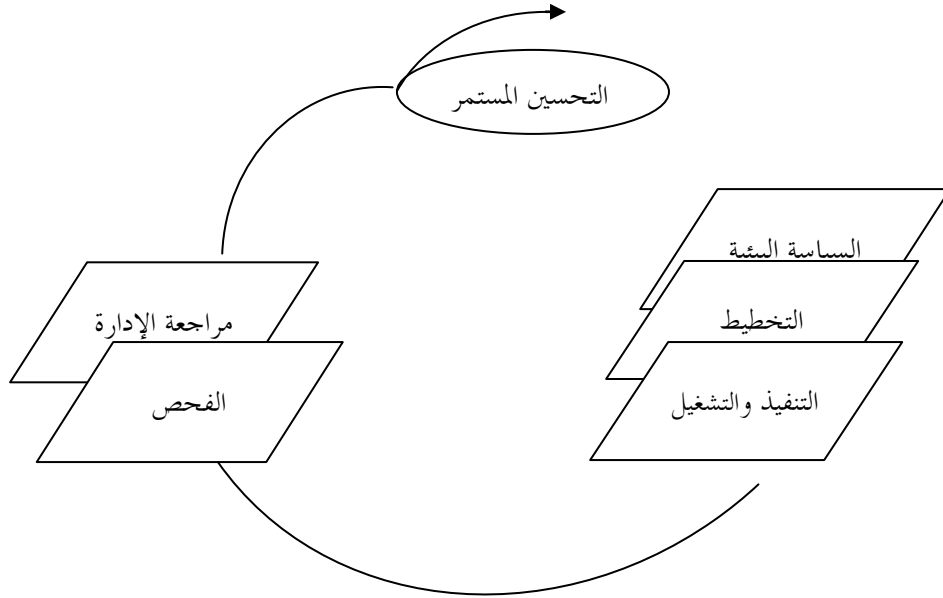 التحسين المستمر
السياسة البيئية
التخطيط
التنفيذ والتشغيل
مراجعة الإدارة
الفحص